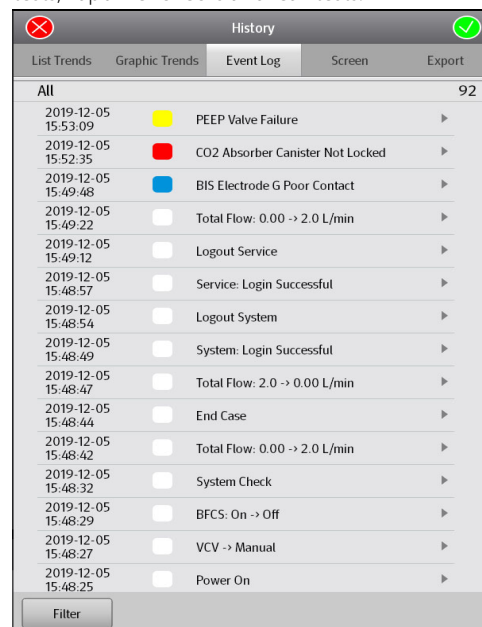 History
List Trends Graphic Trends Event Log Screen Export
All 92
2019-12-05
15:53:09 PEEP Valve Failure
2019-12-05
15:52:35 CO2 Absorber Canister Not Locked
2019-12-05
15:49:48 BIS Electrode G Poor Contact
2019-12-05
15:49:22 Total Flow: 0.00 -> 2.0 L/min
2019-12-05
15:49:12 Logout Service
2019-12-05
15:48:57 Service: Login Successful
2019-12-05
15:48:54 Logout System
2019-12-05
15:48:49 System: Login Successful
2019-12-05
15:48:47 Total Flow: 2.0 -> 0.00 L/min
2019-12-05
15:48:44 End Case
2019-12-05
15:48:42 Total Flow: 0.00 -> 2.0 L/min
2019-12-05
15:48:32 System Check
2019-12-05
15:48:29 BFCS: On -> Off
2019-12-05
15:48:27 VCV -> Manual
2019-12-05
15:48:25 Power On
Filter